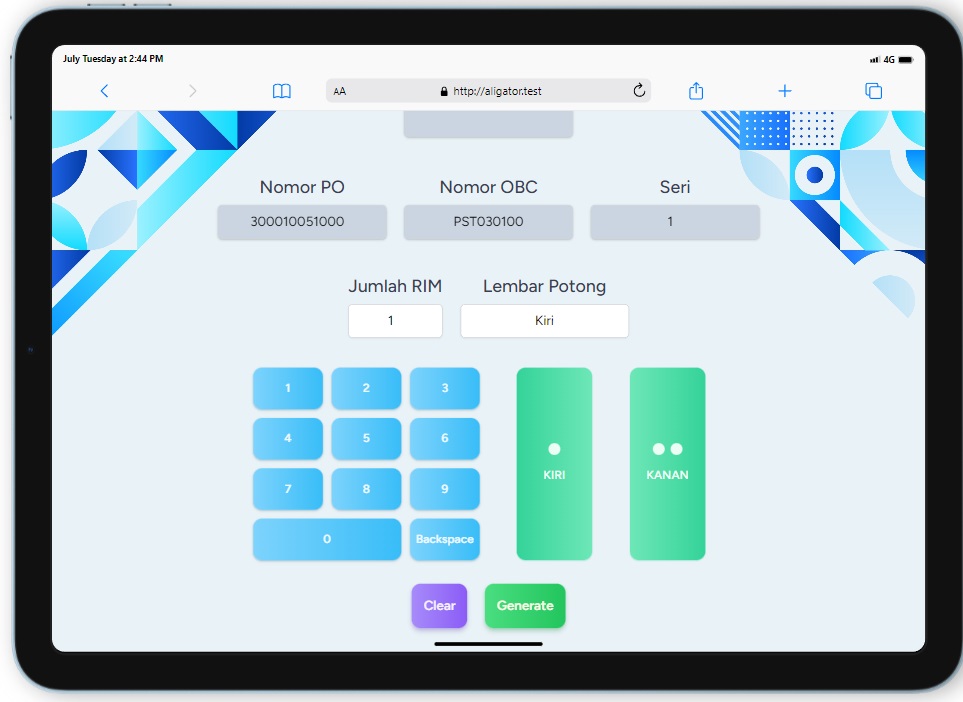 July Tuesday at 2:44 PM
4G
AA
http://aligator.test
Nomor PO
Nomor OBC
Seri
300010051000
PST030100
1
Jumlah RIM
Lembar Potong
1
Kiri
1
2
3
4
5
6
7
8
9
0
Backspace
KIRI
KANAN
Clear
Generate